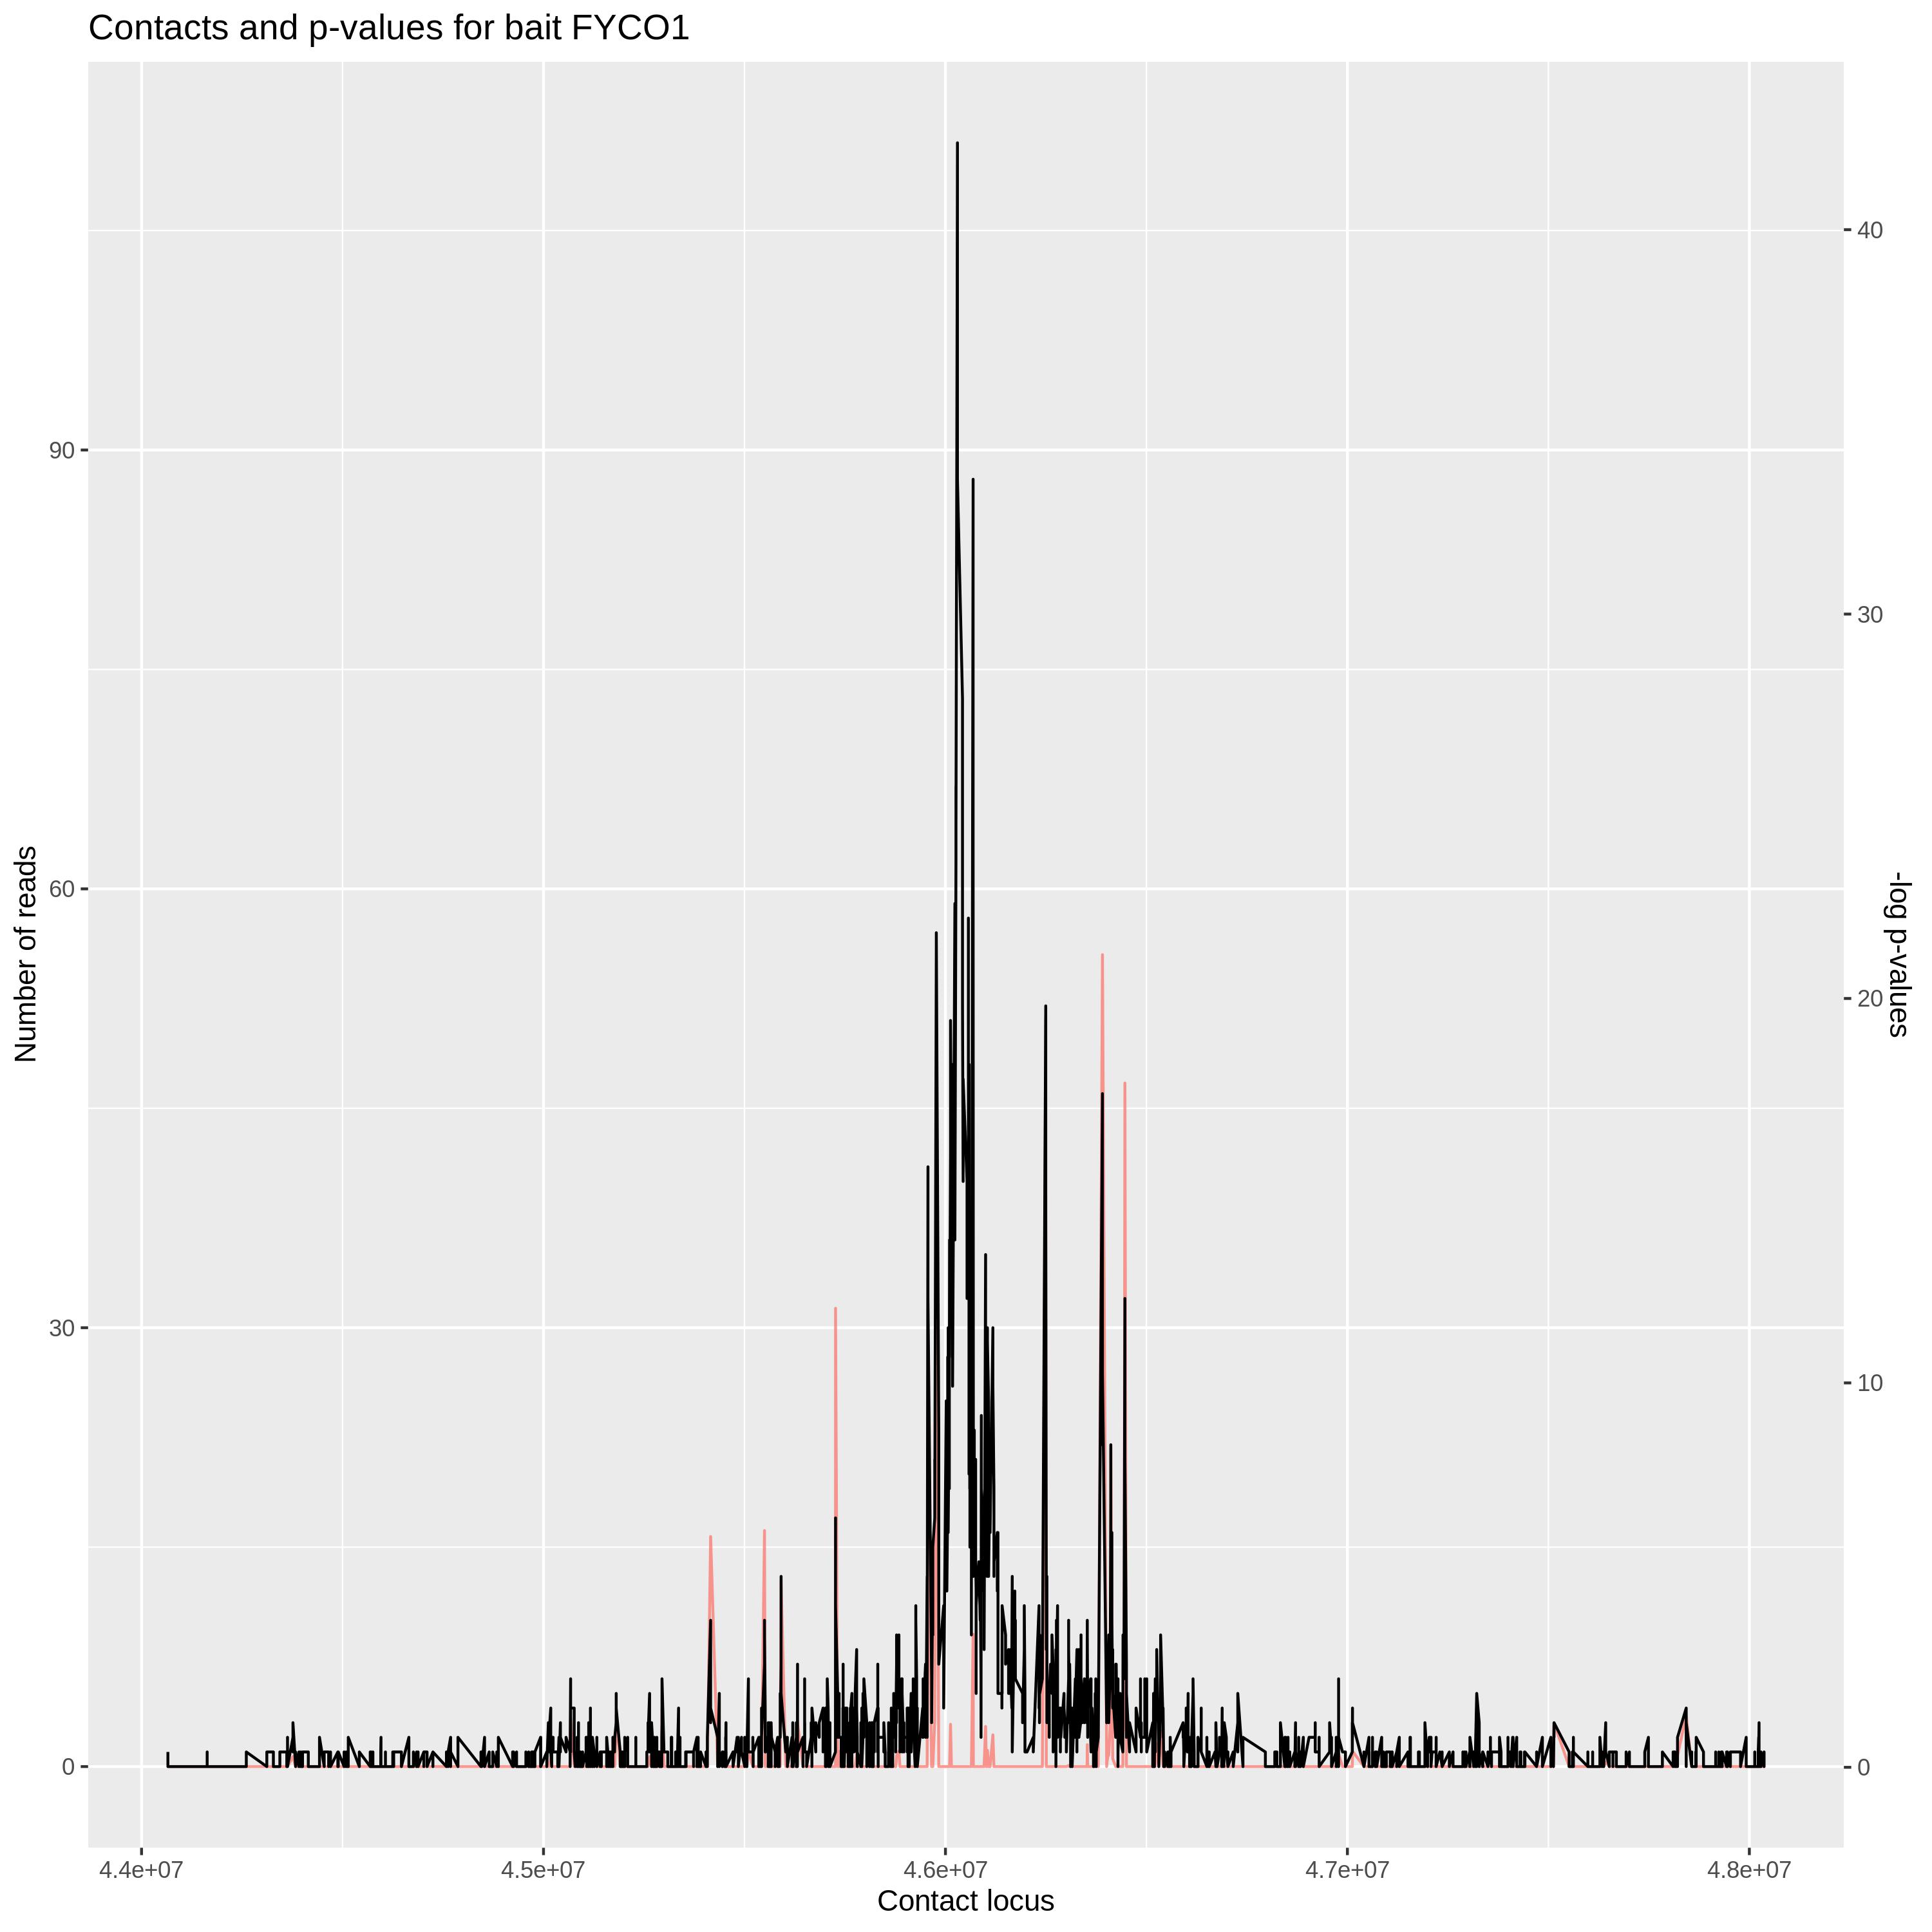 Contacts and p-values for bait FYCO1
Number of reads
90
60
30
0
40
30
20
10
0
-log p-values
4.4e+07 4.5e+07 4.6e+07 4.7e+07 4.8e+07
Contact locus